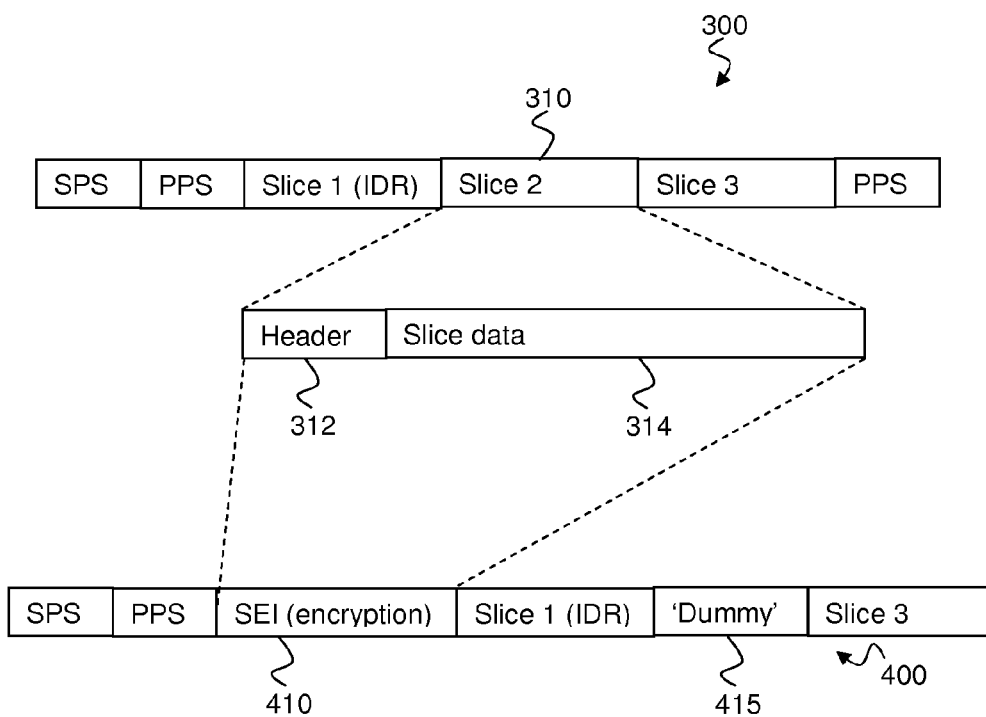 300
310
SPS PPS Slice 1 (IDR) Slice 2 Slice 3 PPS
Header Slice data
312 314
SPS PPS SEI (encryption) Slice 1 (IDR) 'Dummy' Slice 3
410 415 400